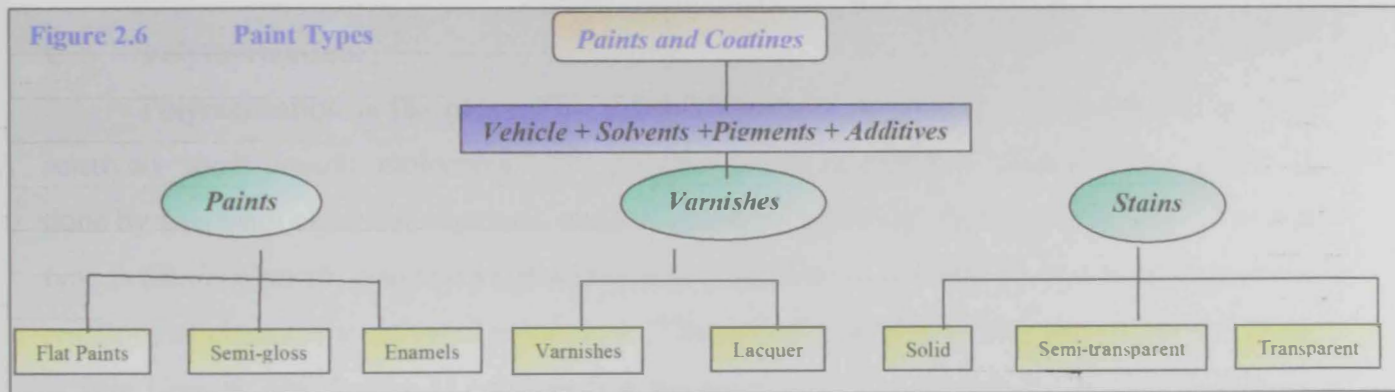 Figure 2.6 Paint Types
Paints and Coatings
Vehicle + Solvents +Pigments + Additives
Paints Varnishes Stains
Flat Paints Semi-gloss Enamels Varnishes Lacquer Solid Semi-transparent Transparent